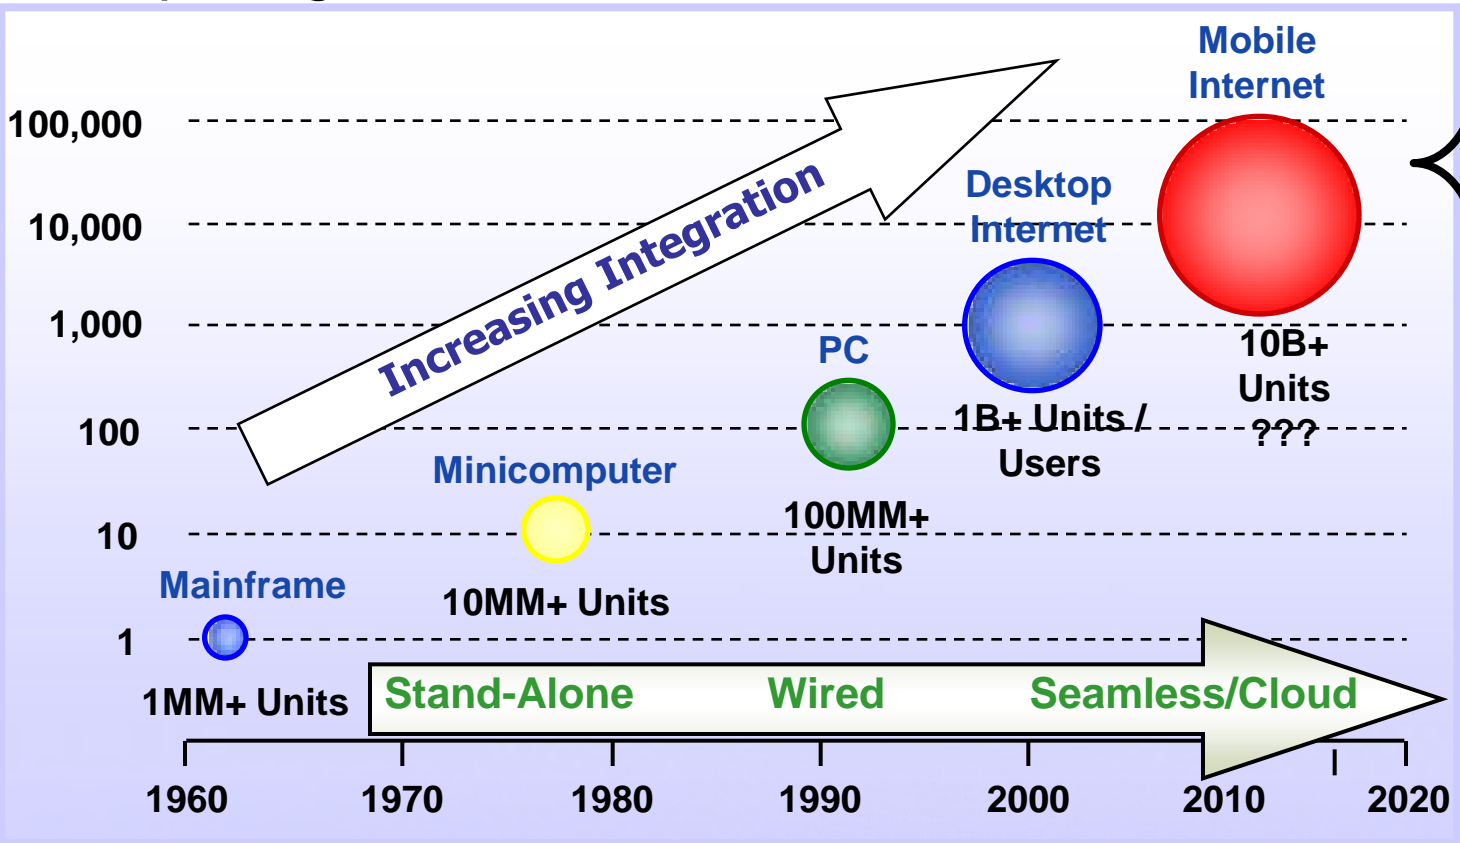 Mobile
Internet
100,000
Desktop
Internet
10,000
Increasing Integration
1,000
PC
10B+
Units
???
100
1B+ Units /
Users
Minicomputer
100MM+
Units
10
Mainframe
10MM+ Units
1
1MM+ Units
Stand-Alone Wired Seamless/Cloud
1960 1970 1980 1990 2000 2010 2020